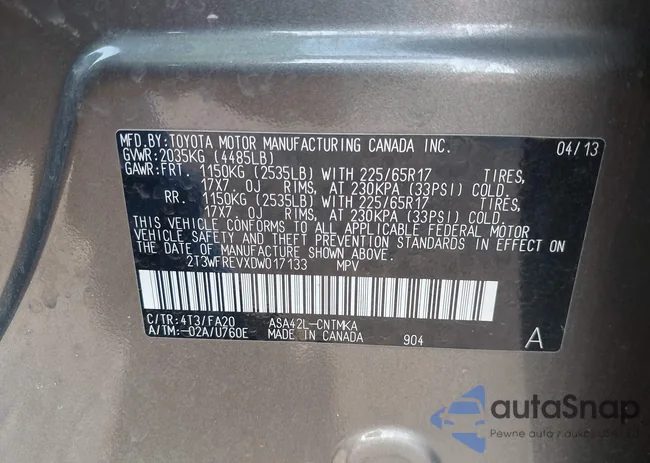 MFD.BY:TOYOTA MOTOR MANUFACTURING CANADA INC. 04/13
GVWR:2035KG (4485LB)
GAWR:FRT. 1150KG (2535LB) WITH 225/65R17 TIRES,
17X7. 0J RIMS, AT 230KPA (33PSI) COLD.
RR. 1150KG (2535LB) WITH 225/65R17 TIRES,
17X7. 0J RIMS, AT 230KPA (33PSI) COLD.
THIS VEHICLE CONFORMS TO ALL APPLICABLE FEDERAL MOTOR
VEHICLE SAFETY AND THEFT PREVENTION STANDARDS IN EFFECT ON
THE DATE OF MANUFACTURE SHOWN ABOVE.
2T3WFREVXDW017133 MPV
C/TR:4T3/FA20 ASA42L-CNTMKA
A/TM:-02A/U760E MADE IN CANADA 904 A
autaSnap
Pewne auta z aukcji